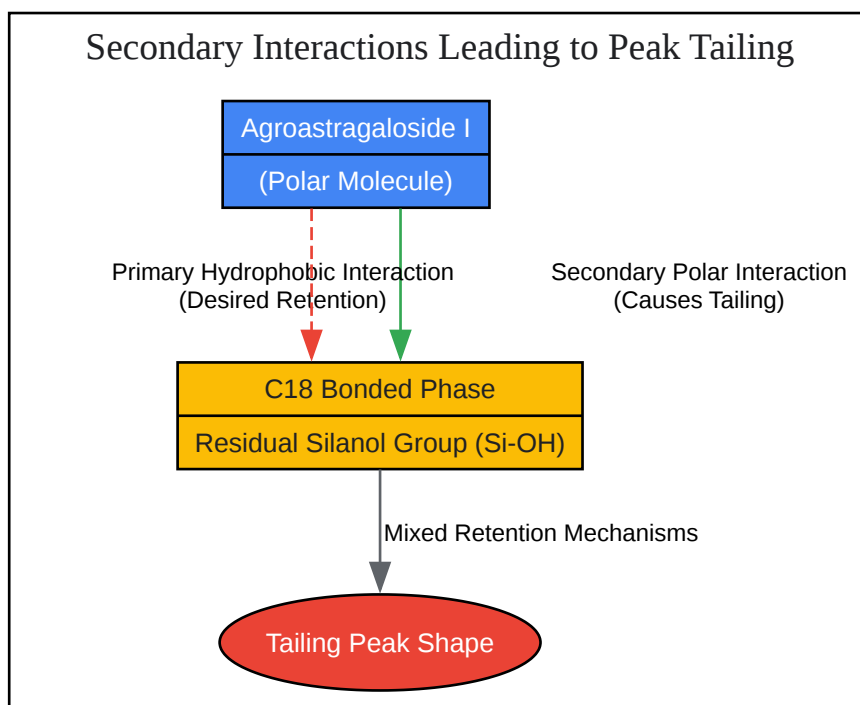 Secondary Interactions Leading to Peak Tailing
Agroastragaloside I
(Polar Molecule)
Primary Hydrophobic Interaction
(Desired Retention)
Secondary Polar Interaction
(Causes Tailing)
C18 Bonded Phase
Residual Silanol Group (Si-OH)
Mixed Retention Mechanisms
Tailing Peak Shape